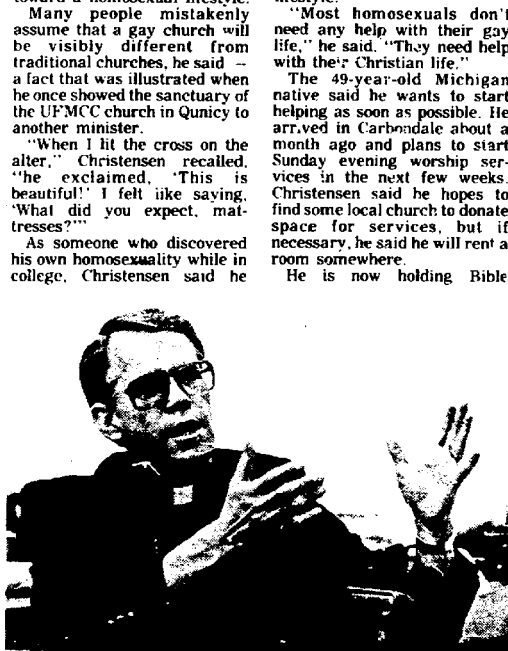 toward a homosexual lifestyle.
Many people mistakenly
assume that a gay church will
be visibly different from
traditional churches, he said —
a fact that was illustrated when
he once showed the sanctuary of
the UFMCC church in Qunicy to
another minister.
"When I lit the cross on the
alter," Christensen recalled,
"he exclaimed, 'This is
beautiful!' I felt like saying,
'What did you expect, mat-
tresses?'"
As someone who discovered
his own homosexuality while in
college, Christensen said he
lifestyle.
"Most homosexuals don't
need any help with their gay
life," he said. "They need help
with their Christian life."
The 49-year-old Michigan
native said he wants to start
helping as soon as possible. He
arrived in Carbondale about a
month ago and plans to start
Sunday evening worship ser-
vices in the next few weeks.
Christensen said he hopes to
find some local church to donate
space for services, but if
necessary, he said he will rent a
room somewhere.
He is now holding Bible